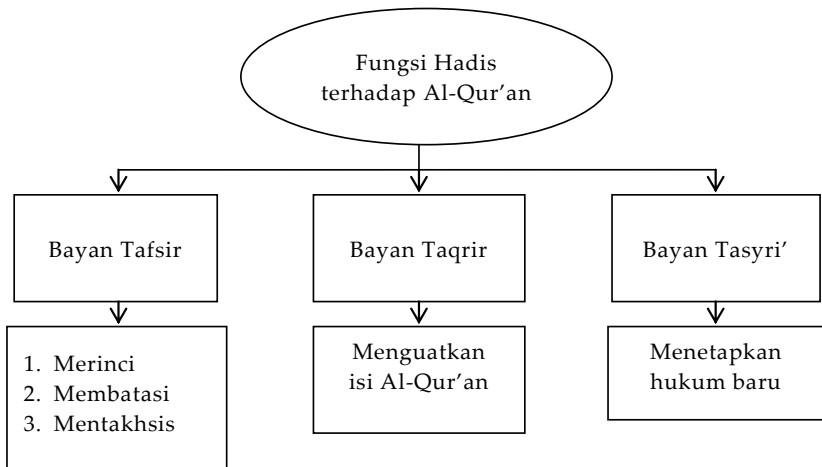 Fungsi Hadis
terhadap Al-Qur’an
Bayan Tafsir
Bayan Taqrir
Bayan Tasyri’
1. Merinci
2. Membatasi
3. Mentakhsis
Menguatkan
isi Al-Qur’an
Menetapkan
hukum baru